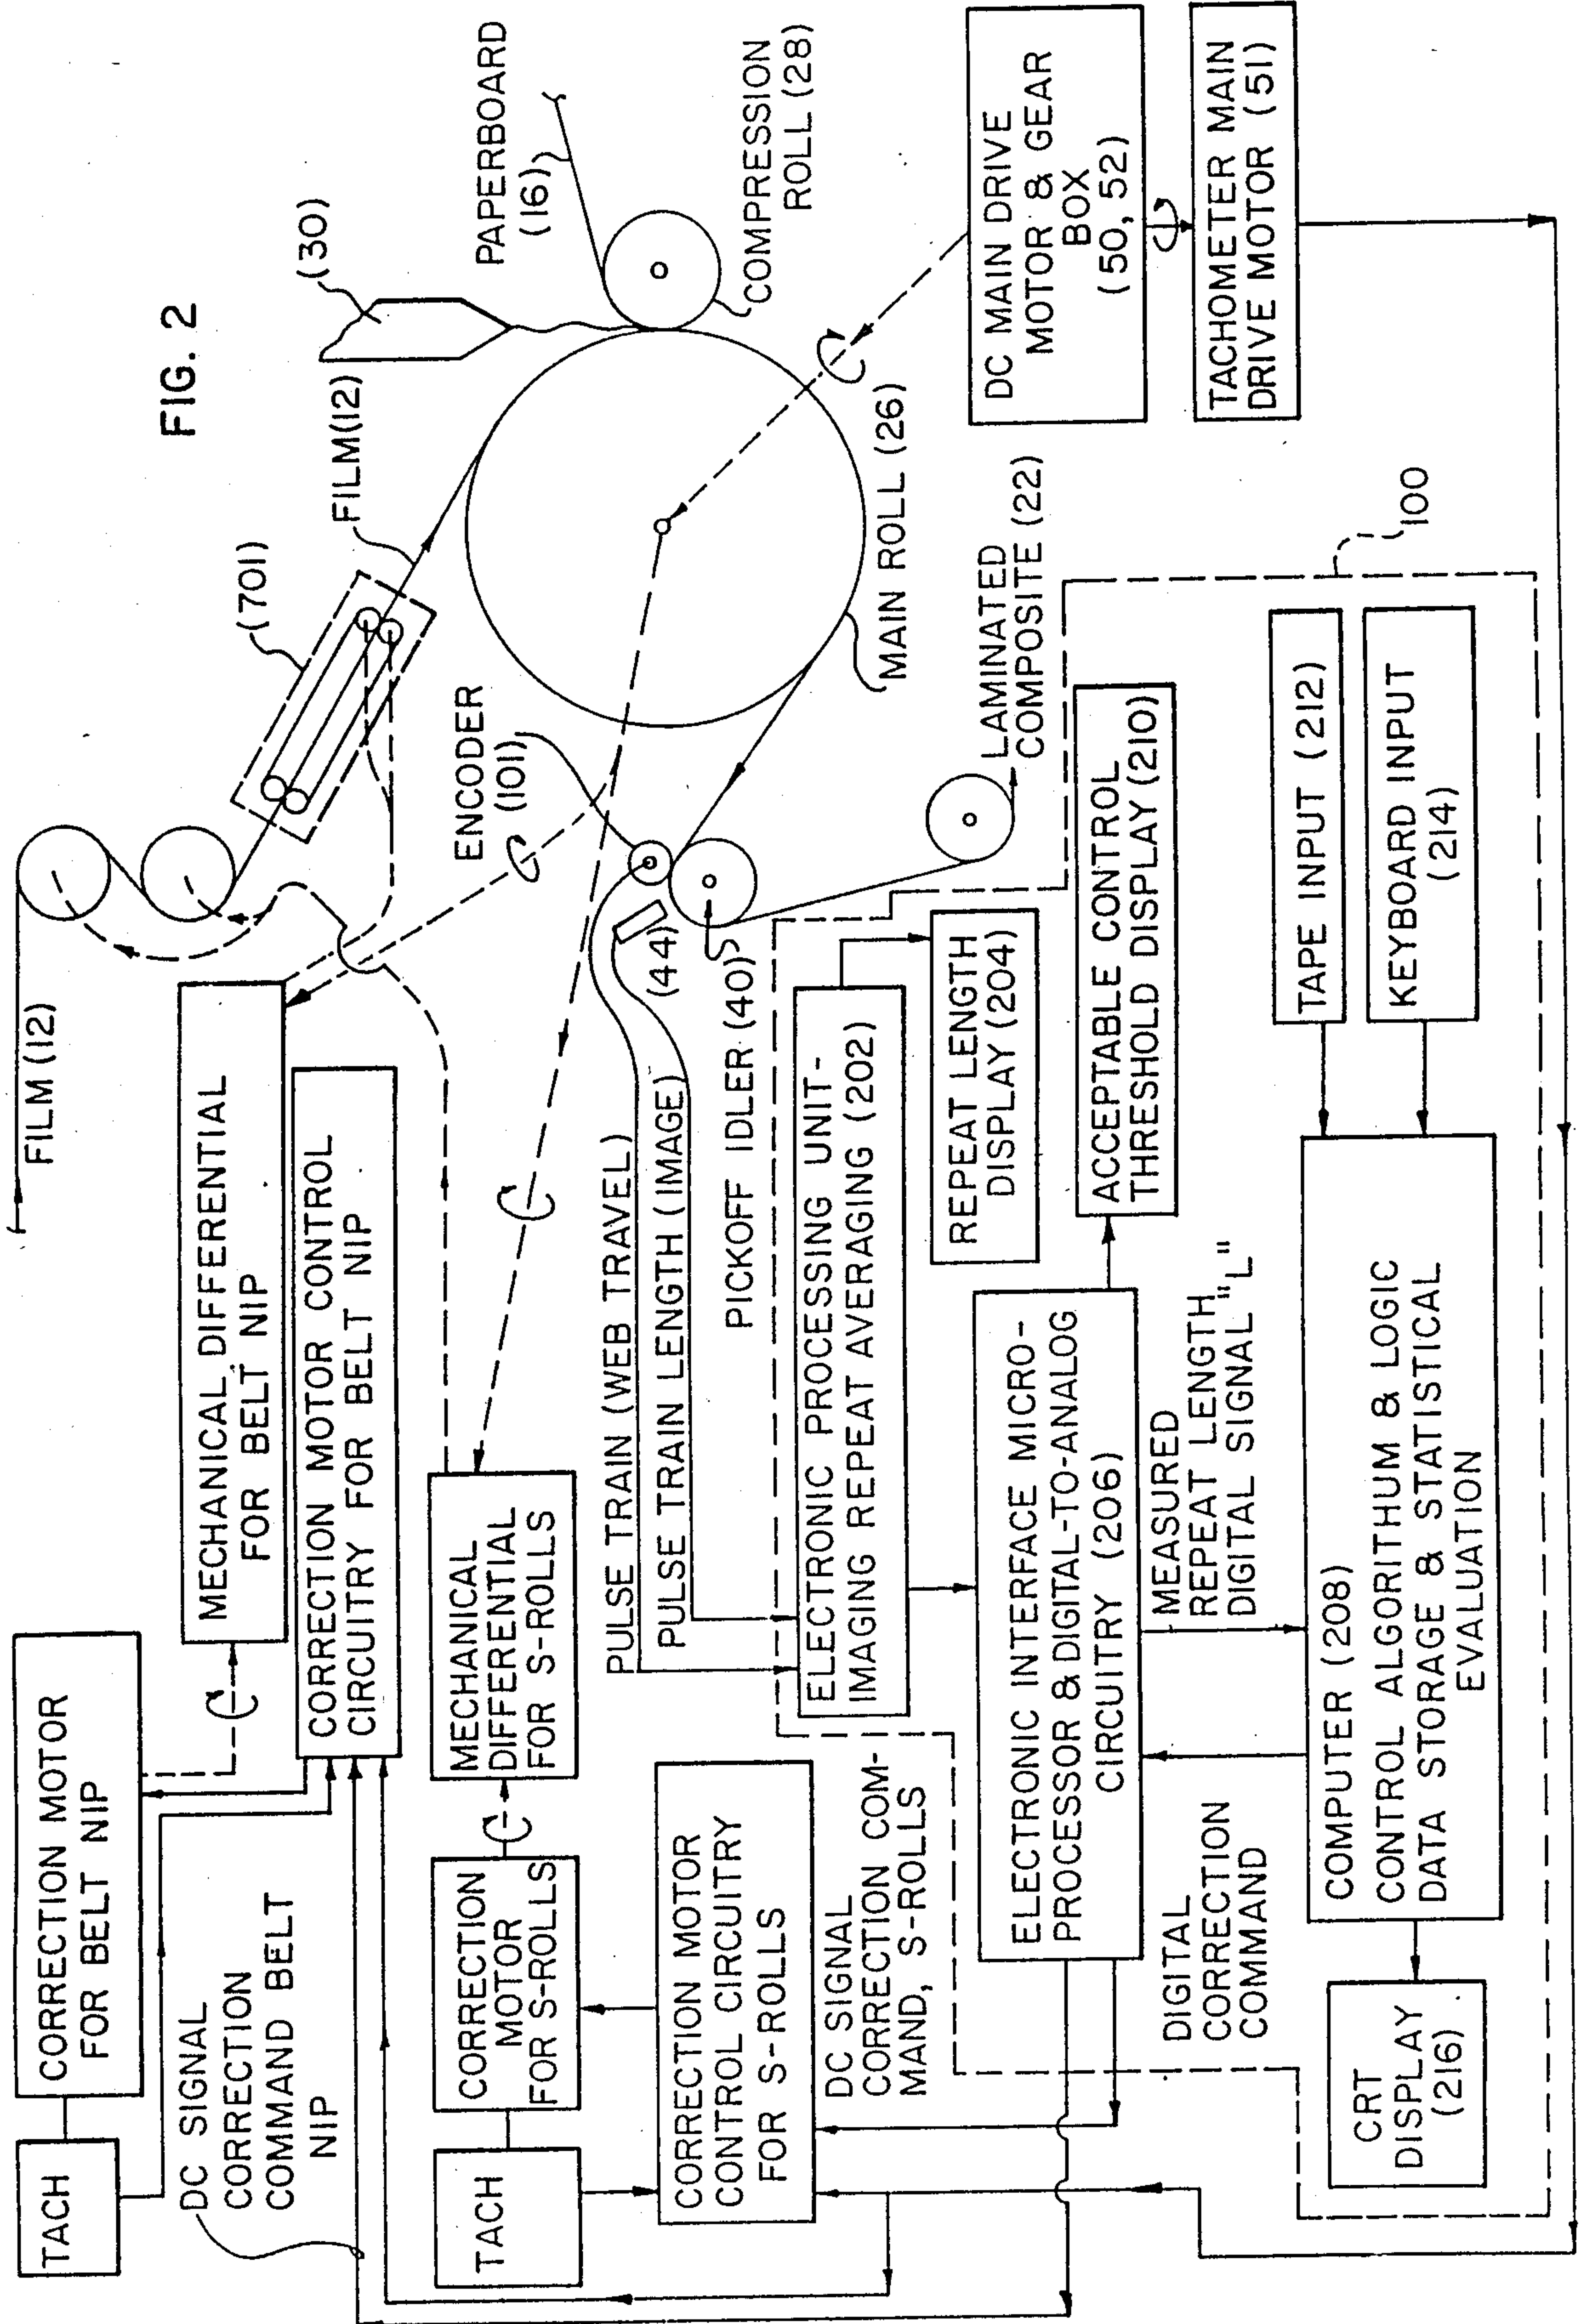 FIG. 2
FILM (12)
(701)
FILM(12)
(30)
PAPERBOARD
(16)
COMPRESSION
ROLL (28)
ENCODER
(101)
MAIN ROLL (26)
(44)
PICKOFF IDLER (40)
LAMINATED
COMPOSITE (22)
DC MAIN DRIVE
MOTOR & GEAR
BOX
(50, 52)
TACHOMETER MAIN
DRIVE MOTOR (51)
TACH
CORRECTION MOTOR
FOR BELT NIP
MECHANICAL DIFFERENTIAL
FOR BELT NIP
CORRECTION MOTOR CONTROL
CIRCUITRY FOR BELT NIP
DC SIGNAL
CORRECTION
COMMAND BELT
NIP
TACH
CORRECTION
MOTOR
FOR S-ROLLS
MECHANICAL
DIFFERENTIAL
FOR S-ROLLS
PULSE TRAIN (WEB TRAVEL)
PULSE TRAIN LENGTH (IMAGE)
CORRECTION MOTOR
CONTROL CIRCUITRY
FOR S-ROLLS
DC SIGNAL
CORRECTION COM-
MAND, S-ROLLS
ELECTRONIC PROCESSING UNIT-
IMAGING REPEAT AVERAGING (202)
REPEAT LENGTH
DISPLAY (204)
ELECTRONIC INTERFACE MICRO-
PROCESSOR & DIGITAL-TO-ANALOG
CIRCUITRY (206)
ACCEPTABLE CONTROL
THRESHOLD DISPLAY (210)
100
DIGITAL
CORRECTION
COMMAND
MEASURED
REPEAT LENGTH
DIGITAL SIGNAL "L"
CRT
DISPLAY
(216)
COMPUTER (208)
CONTROL ALGORITHUM & LOGIC
DATA STORAGE & STATISTICAL
EVALUATION
TAPE INPUT (212)
KEYBOARD INPUT
(214)